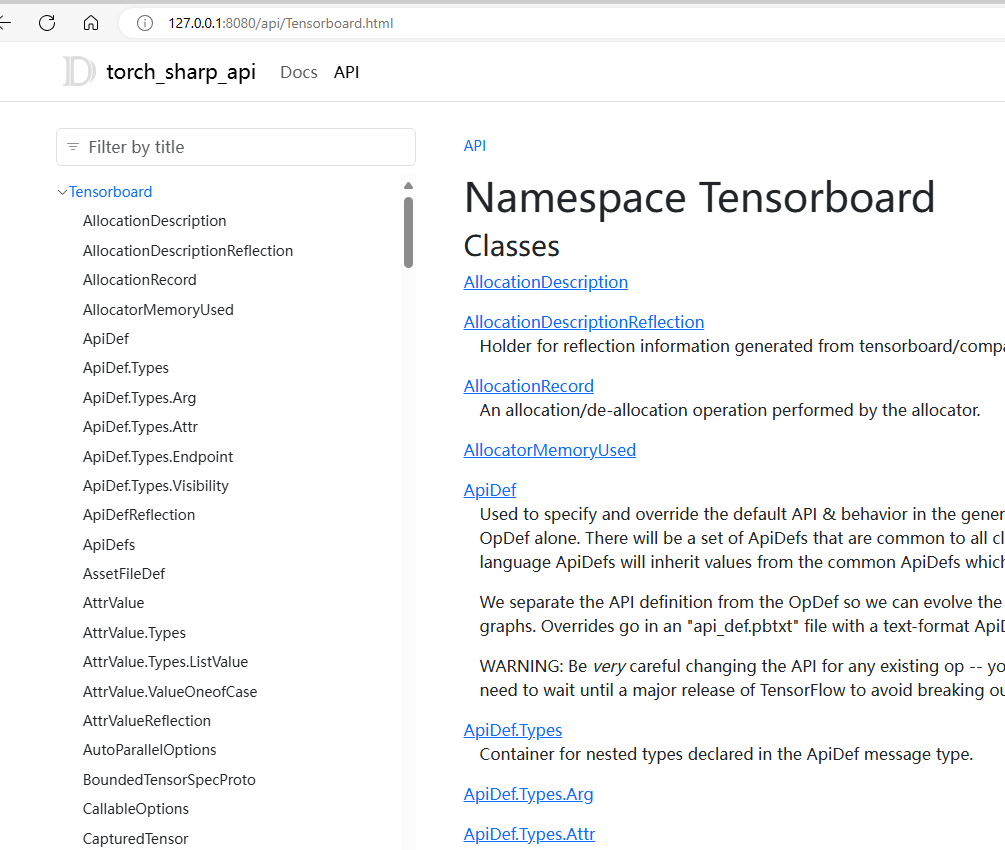 127.0.0.1:8080/api/Tensorboard.html
torch_sharp_api Docs API
Filter by title
Tensorboard
AllocationDescription
AllocationDescriptionReflection
AllocationRecord
AllocatorMemoryUsed
ApiDef
ApiDef.Types
ApiDef.Types.Arg
ApiDef.Types.Attr
ApiDef.Types.Endpoint
ApiDef.Types.Visibility
ApiDefReflection
ApiDefs
AssetFileDef
AttrValue
AttrValue.Types
AttrValue.Types.ListValue
AttrValue.ValueOneofCase
AttrValueReflection
AutoParallelOptions
BoundedTensorSpecProto
CallableOptions
CapturedTensor
API
Namespace Tensorboard
Classes
AllocationDescription
AllocationDescriptionReflection
Holder for reflection information generated from tensorboard/compa
AllocationRecord
An allocation/de-allocation operation performed by the allocator.
AllocatorMemoryUsed
ApiDef
Used to specify and override the default API & behavior in the gener
OpDef alone. There will be a set of ApiDefs that are common to all cl
language ApiDefs will inherit values from the common ApiDefs which
We separate the API definition from the OpDef so we can evolve the
graphs. Overrides go in an "api_def.pbtxt" file with a text-format ApiD
WARNING: Be very careful changing the API for any existing op -- yo
need to wait until a major release of TensorFlow to avoid breaking ou
ApiDef.Types
Container for nested types declared in the ApiDef message type.
ApiDef.Types.Arg
ApiDef.Types.Attr